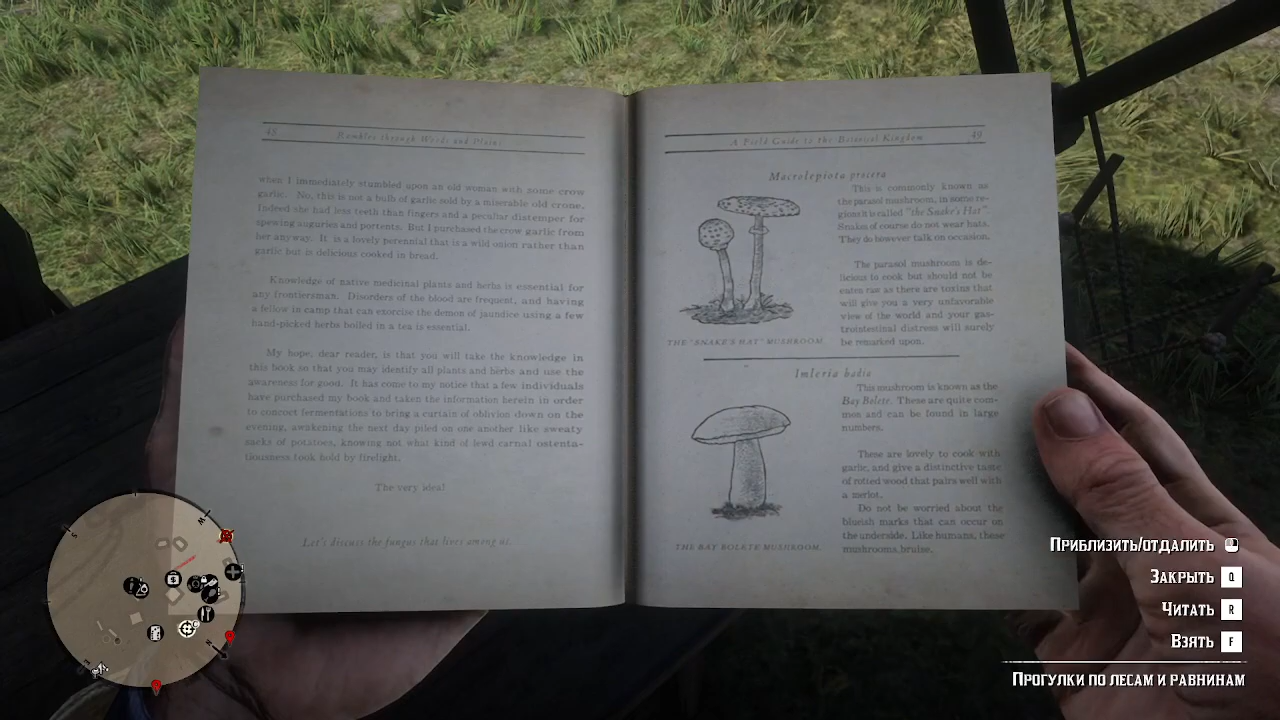 48 Rambles through Woods and Plains
when I immediately stumbled upon an old woman with some crow
garlic. No, this is not a bulb of garlic sold by a miserable old crone.
Indeed she had less teeth than fingers and a peculiar distemper for
spewing auguries and portents. But I purchased the crow garlic from
her anyway. It is a lovely perennial that is a wild onion rather than
garlic but is delicious cooked in bread.
Knowledge of native medicinal plants and herbs is essential for
any frontiersman. Disorders of the blood are frequent, and having
a fellow in camp that can exorcise the demon of jaundice using a few
hand-picked herbs boiled in a tea is essential.
My hope, dear reader, is that you will take the knowledge in
this book so that you may identify all plants and herbs and use the
awareness for good. It has come to my notice that a few individuals
have purchased my book and taken the information herein in order
to concoct fermentations to bring a curtain of oblivion down on the
evening, awakening the next day piled on one another like sweaty
sacks of potatoes, knowing not what kind of lewd carnal ostenta-
tiousness took hold by firelight.
The very idea!
Let's discuss the fungus that lives among us.
A Field Guide to the Botanical Kingdom 49
Macrolepiota procera
This is commonly known as
the parasol mushroom, in some re-
gions it is called "the Snake's Hat".
Snakes of course do not wear hats.
They do however talk on occasion.
The parasol mushroom is de-
licious to cook but should not be
eaten raw as there are toxins that
will give you a very unfavorable
view of the world and your gas-
trointestinal distress will surely
be remarked upon.
THE "SNAKE'S HAT" MUSHROOM.
Imleria badia
This mushroom is known as the
Bay Bolete. These are quite com-
mon and can be found in large
numbers.
These are lovely to cook with
garlic, and give a distinctive taste
of rotted wood that pairs well with
a merlot.
Do not be worried about the
blueish marks that can occur on
the underside. Like humans, these
mushrooms bruise.
THE BAY BOLETE MUSHROOM.
Приблизить/отдалить
Закрыть Q
Читать R
Взять F
Прогулки по лесам и равнинам